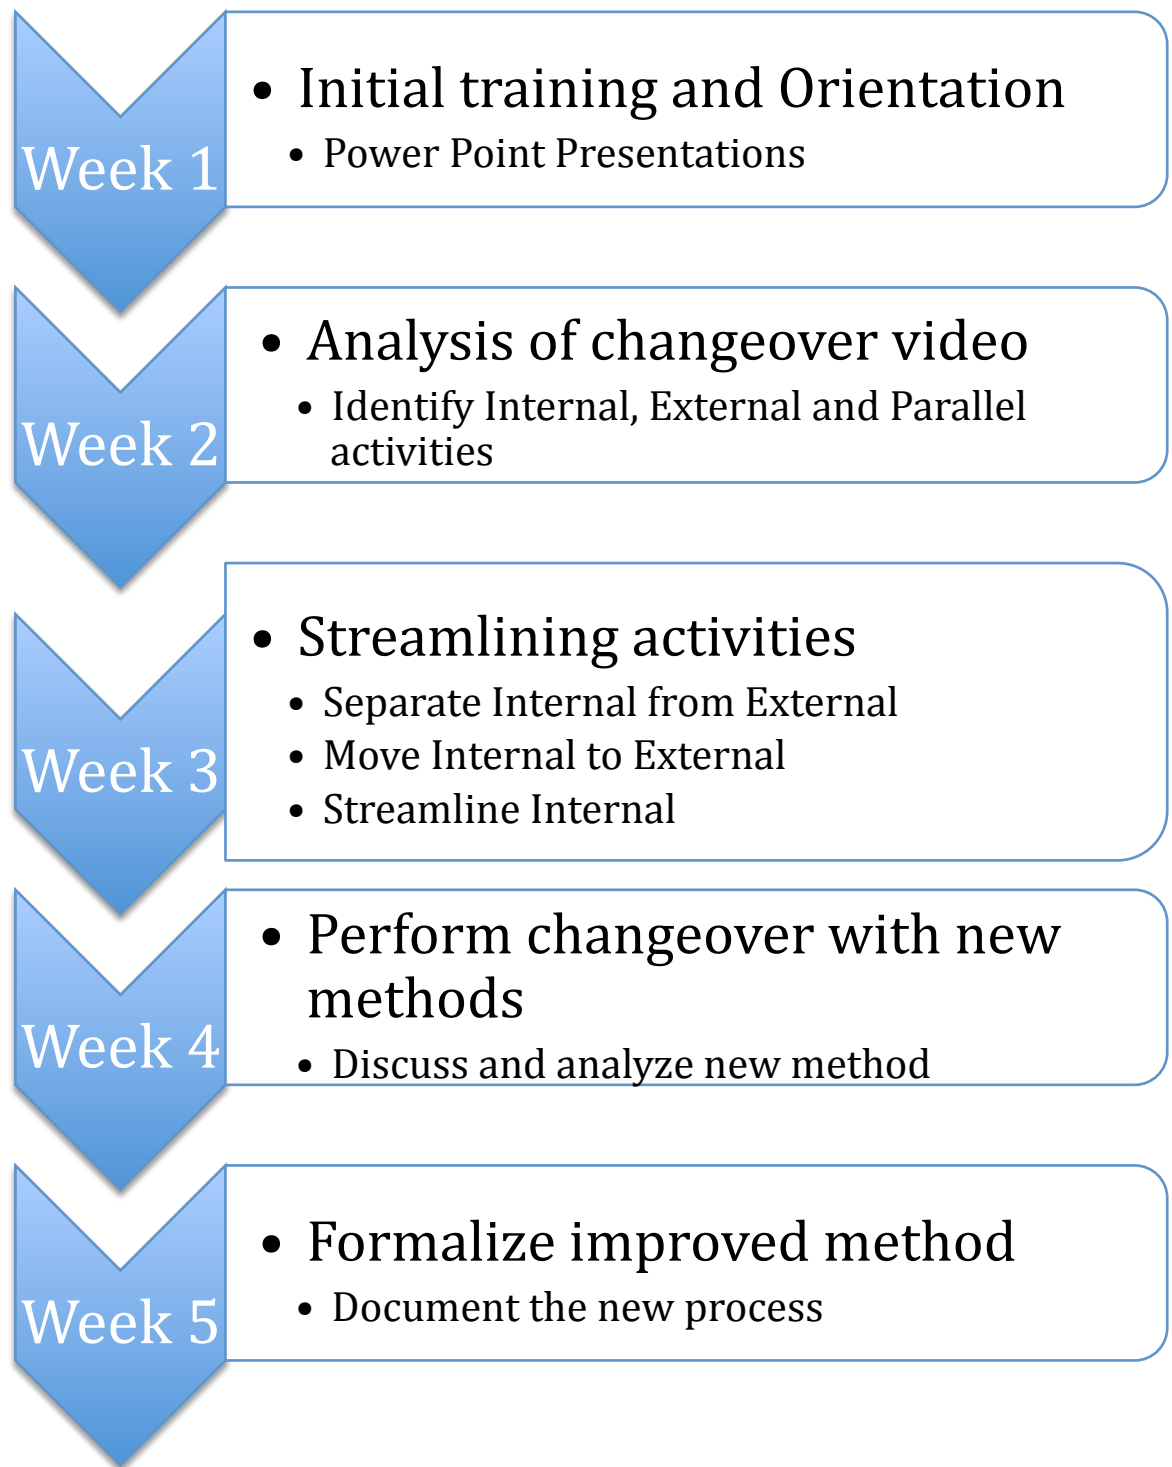 Week 1
• Initial training and Orientation
• Power Point Presentations
Week 2
• Analysis of changeover video
• Identify Internal, External and Parallel
activities
Week 3
• Streamlining activities
• Separate Internal from External
• Move Internal to External
• Streamline Internal
Week 4
• Perform changeover with new
methods
• Discuss and analyze new method
Week 5
• Formalize improved method
• Document the new process